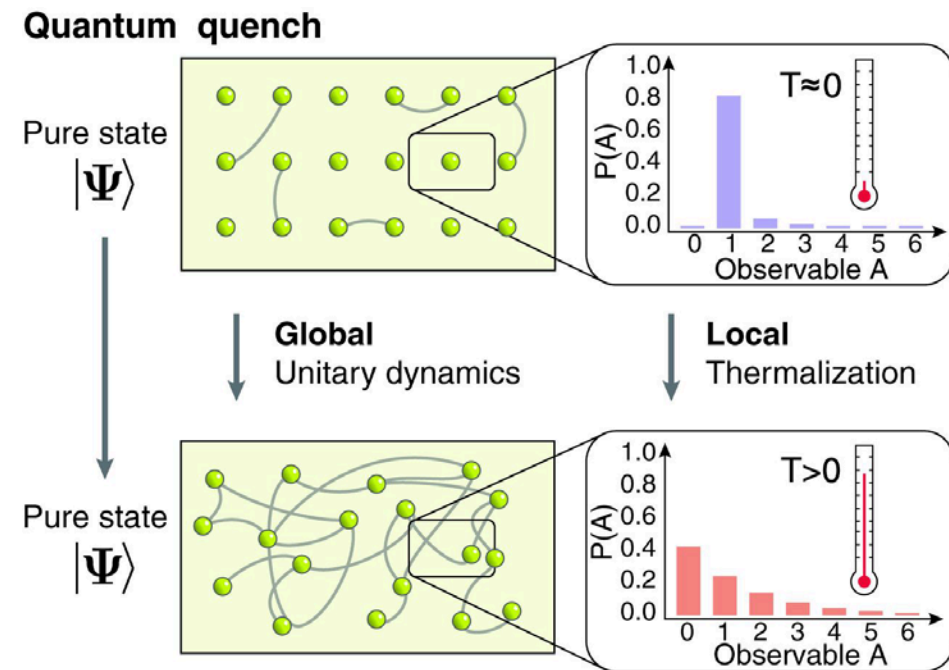 Quantum quench
Pure state
|Ψ⟩
1.0
0.8
0.6
0.4
0.2
0.0
P(A)
T≈0
0 1 2 3 4 5 6
Observable A
Global
Unitary dynamics
Local
Thermalization
Pure state
|Ψ⟩
1.0
0.8
0.6
0.4
0.2
0.0
P(A)
T>0
0 1 2 3 4 5 6
Observable A